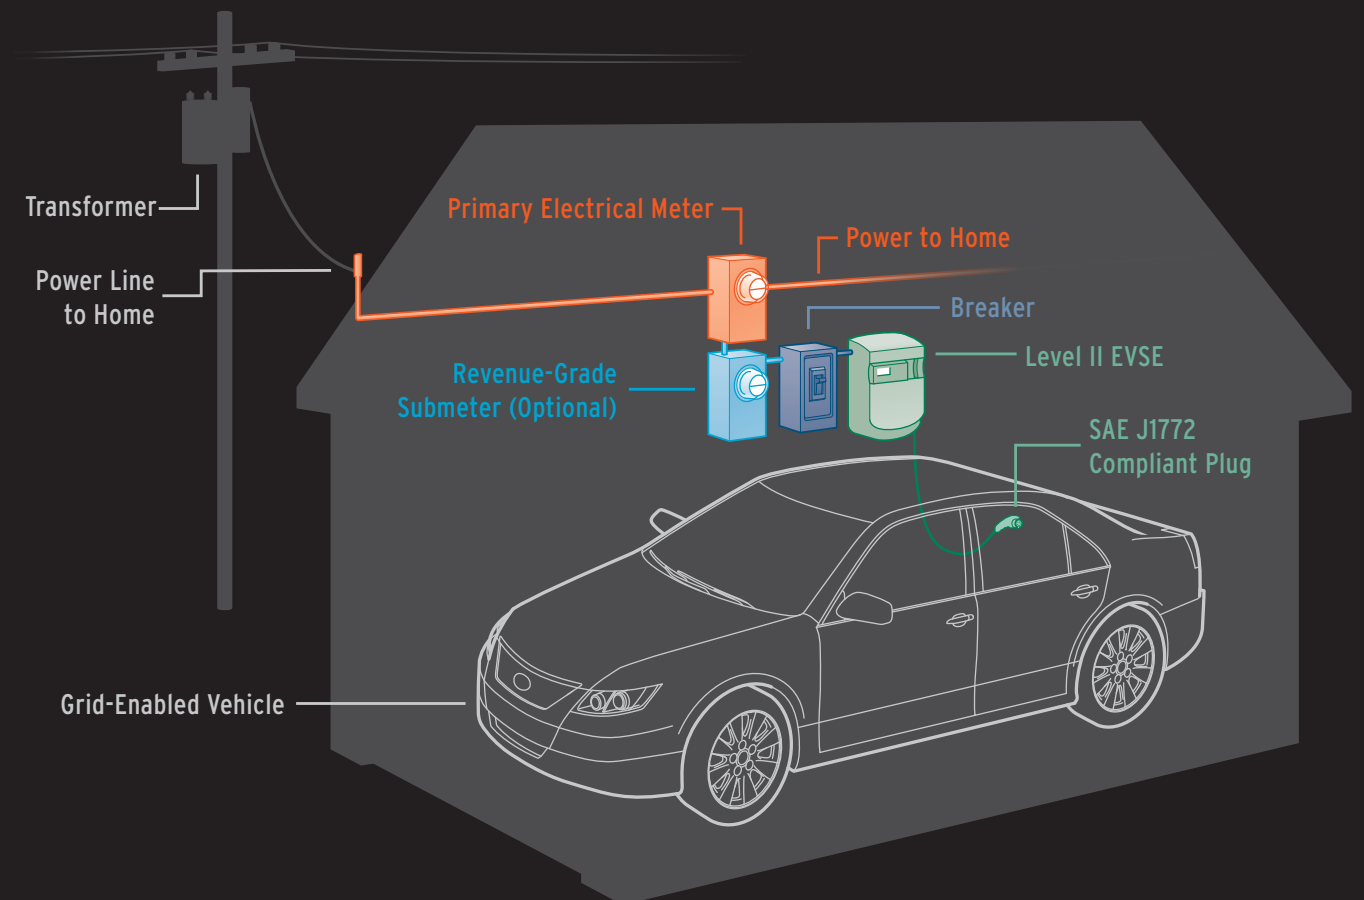 Transformer
Power Line
to Home
Primary Electrical Meter
Power to Home
Breaker
Revenue-Grade
Submeter (Optional)
Level II EVSE
SAE J1772
Compliant Plug
Grid-Enabled Vehicle